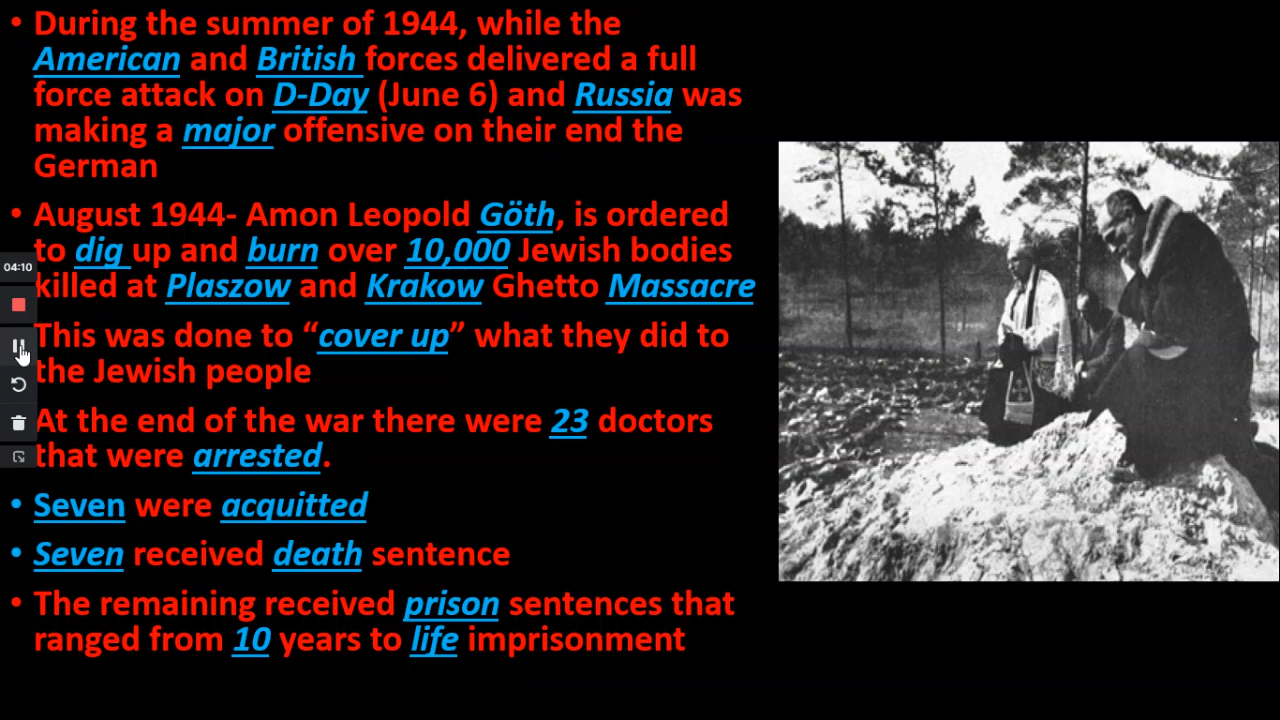 • During the summer of 1944, while the
American and British forces delivered a full
force attack on D-Day (June 6) and Russia was
making a major offensive on their end the
German
• August 1944- Amon Leopold Göth, is ordered
to dig up and burn over 10,000 Jewish bodies
killed at Plaszow and Krakow Ghetto Massacre
04:10
This was done to “cover up” what they did to
the Jewish people
At the end of the war there were 23 doctors
that were arrested.
• Seven were acquitted
• Seven received death sentence
• The remaining received prison sentences that
ranged from 10 years to life imprisonment